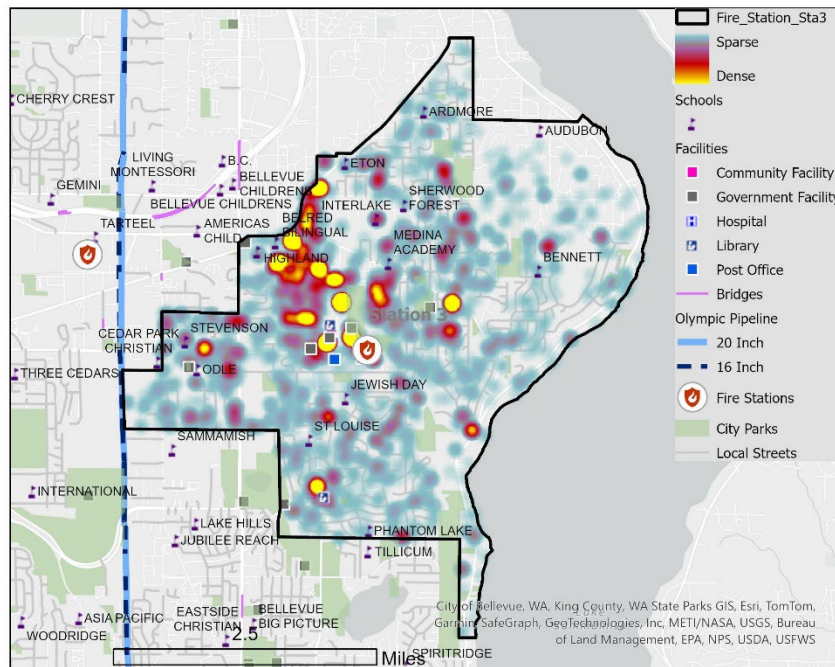 Fire_Station_Sta3
Sparse
Dense
Schools
Facilities
Community Facility
Government Facility
Hospital
Library
Post Office
Bridges
Olympic Pipeline
20 Inch
16 Inch
Fire Stations
City Parks
Local Streets
CHERRY CREST
ARDMORE
AUDUBON
LIVING
MONTESSORI
B.C.
ETON
GEMINI
BELLEVUE
CHILDRENS
BELLEVUE CHILDRENS
INTERLAKE
SHERWOOD
FOREST
TARTEEL
AMERICAS
CHILD
BELRED
BILINGUAL
MEDINA
ACADEMY
HIGHLAND
BENNETT
Station 3
STEVENSON
CEDAR PARK
CHRISTIAN
THREE CEDARS
ODLE
JEWISH DAY
SAMMAMISH
ST LOUISE
INTERNATIONAL
LAKE HILLS
JUBILEE REACH
PHANTOM LAKE
TILLICUM
ASIA PACIFIC
WOODRIDGE
EASTSIDE
CHRISTIAN
BELLEVUE
BIG PICTURE
SPIRITRIDGE
2.5
Miles
City of Bellevue, WA, King County, WA State Parks GIS, Esri, TomTom,
Garmin, SafeGraph, GeoTechnologies, Inc, METI/NASA, USGS, Bureau
of Land Management, EPA, NPS, USDA, USFWS